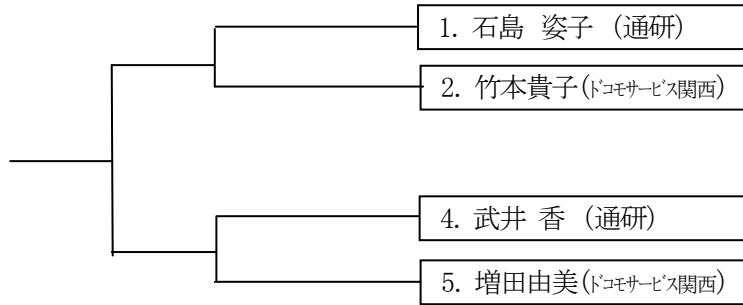 1. 石島 姿子 (通研)
2. 竹本貴子(ﾄﾞｺﾓｻｰﾋﾞｽ関西)
4. 武井 香 (通研)
5. 増田由美(ﾄﾞｺﾓｻｰﾋﾞｽ関西)